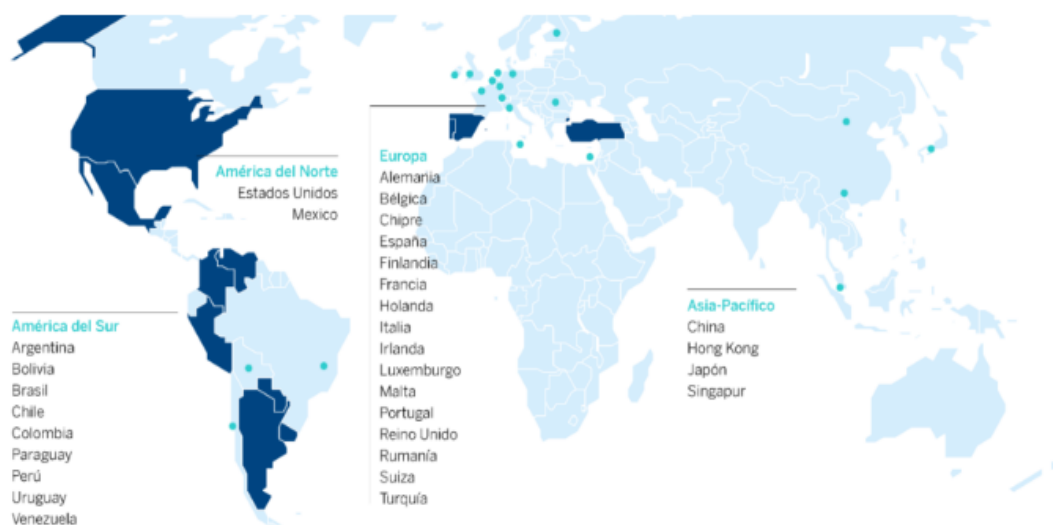 América del Norte
Estados Unidos
Mexico
Europa
Alemania
Bélgica
Chipre
España
Finlandia
Francia
Holanda
Italia
Irlanda
Luxemburgo
Malta
Portugal
Reino Unido
Rumanía
Suiza
Turquía
América del Sur
Argentina
Bolivia
Brasil
Chile
Colombia
Paraguay
Perú
Uruguay
Venezuela
Asia-Pacífico
China
Hong Kong
Japón
Singapur